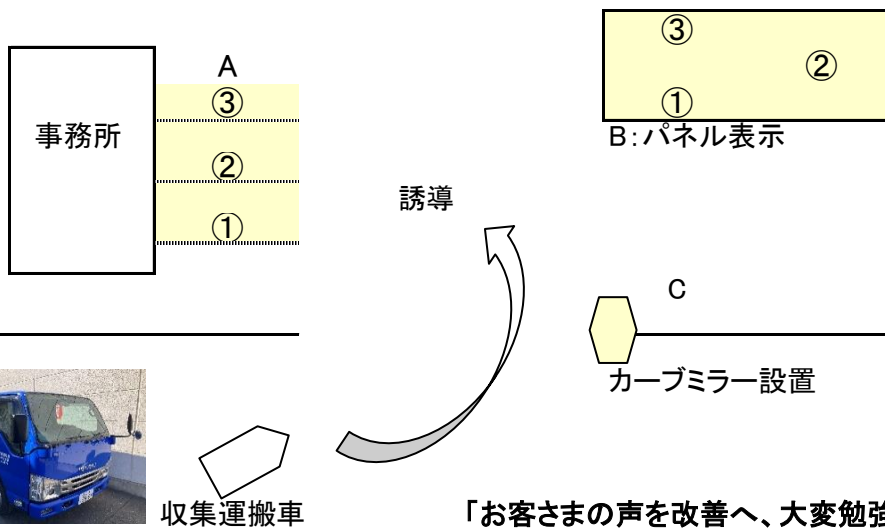 A
③
②
①
事務所
③
②
①
B:パネル表示
誘導
C
カーブミラー設置
収集運搬車
「お客さまの声を改善へ、大変勉強